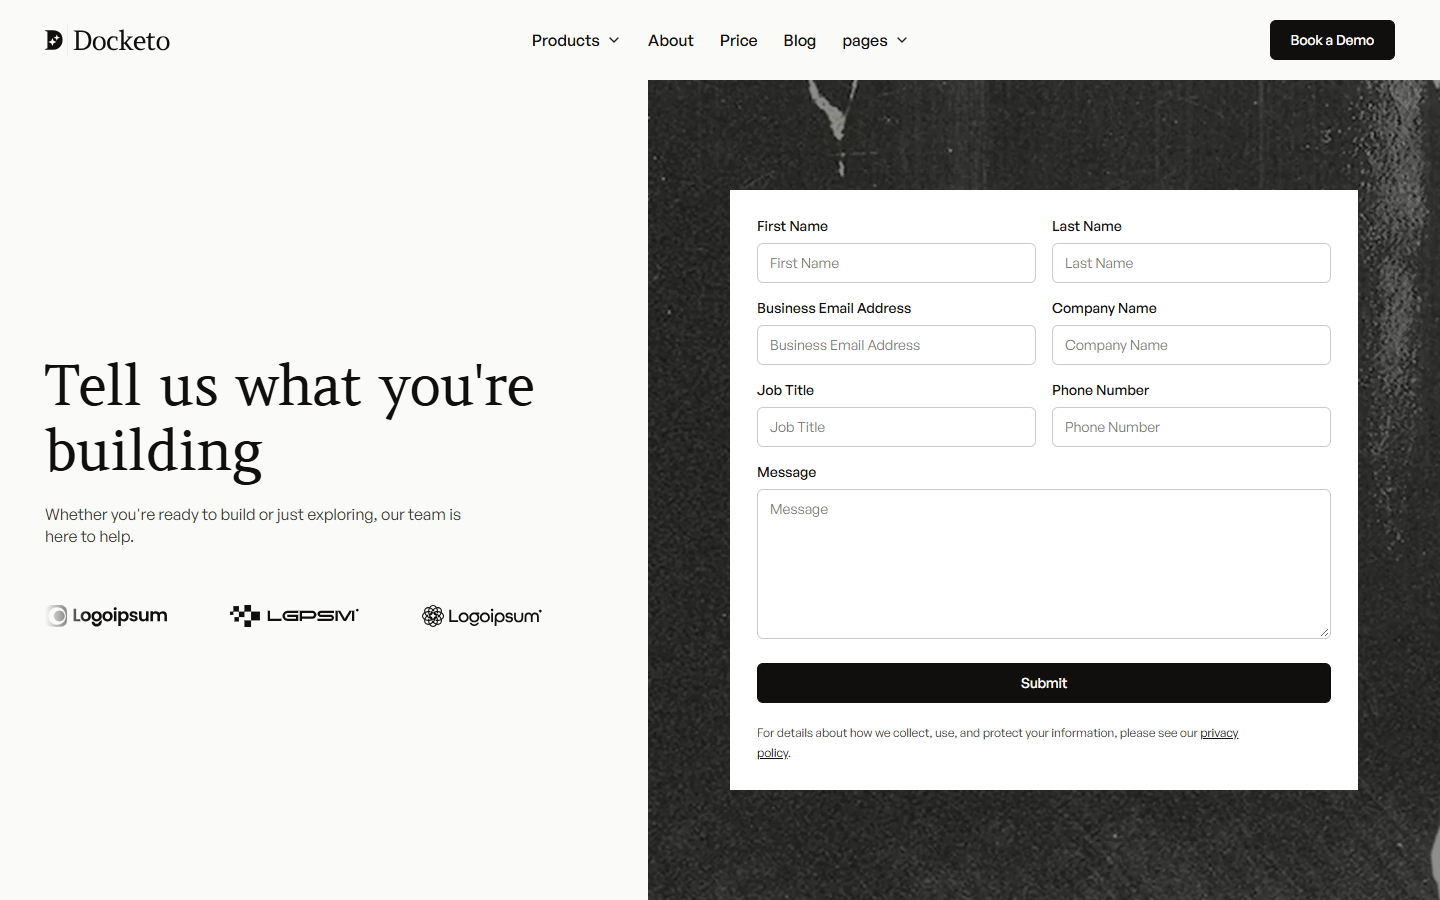 Docketo
Products
About
Price
Blog
pages
Book a Demo
Tell us what you're
building
Whether you're ready to build or just exploring, our team is
here to help.
Logoipsum
LGPSM
Logoipsum
First Name
Last Name
First Name
Last Name
Business Email Address
Company Name
Business Email Address
Company Name
Job Title
Phone Number
Job Title
Phone Number
Message
Message
Submit
For details about how we collect, use, and protect your information, please see our privacy
policy.